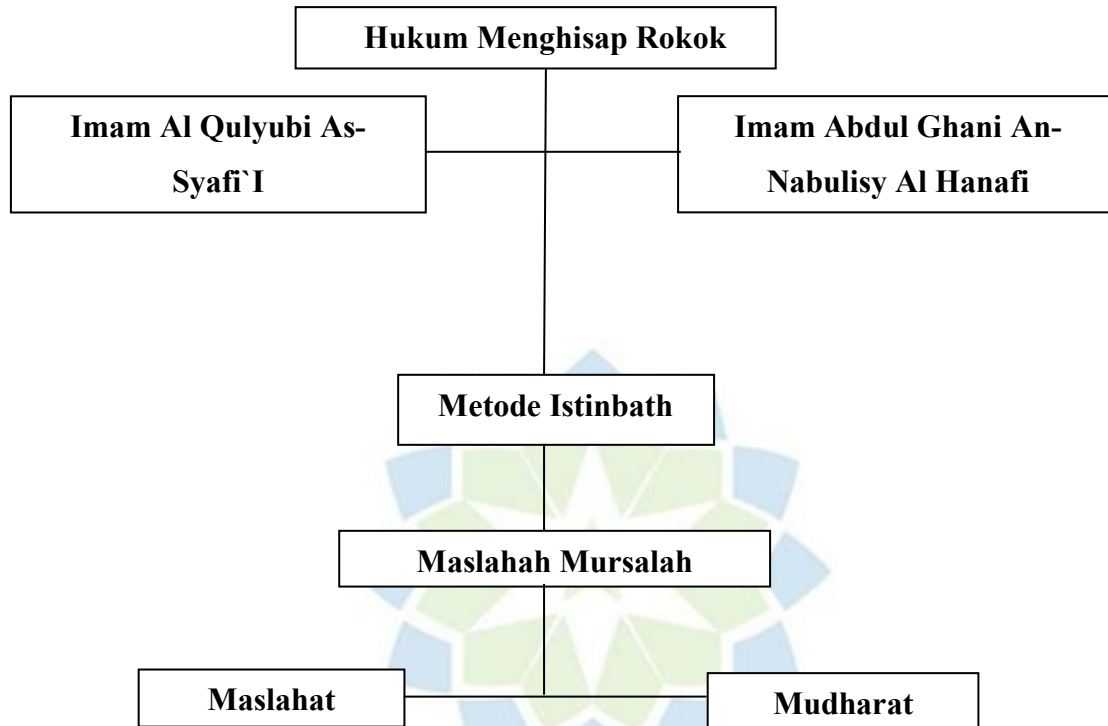 Hukum Menghisap Rokok
Imam Al Qulyubi As-
Syafi`I
Imam Abdul Ghani An-
Nabulisy Al Hanafi
Metode Istinbath
Maslahah Mursalah
Maslahat
Mudharat